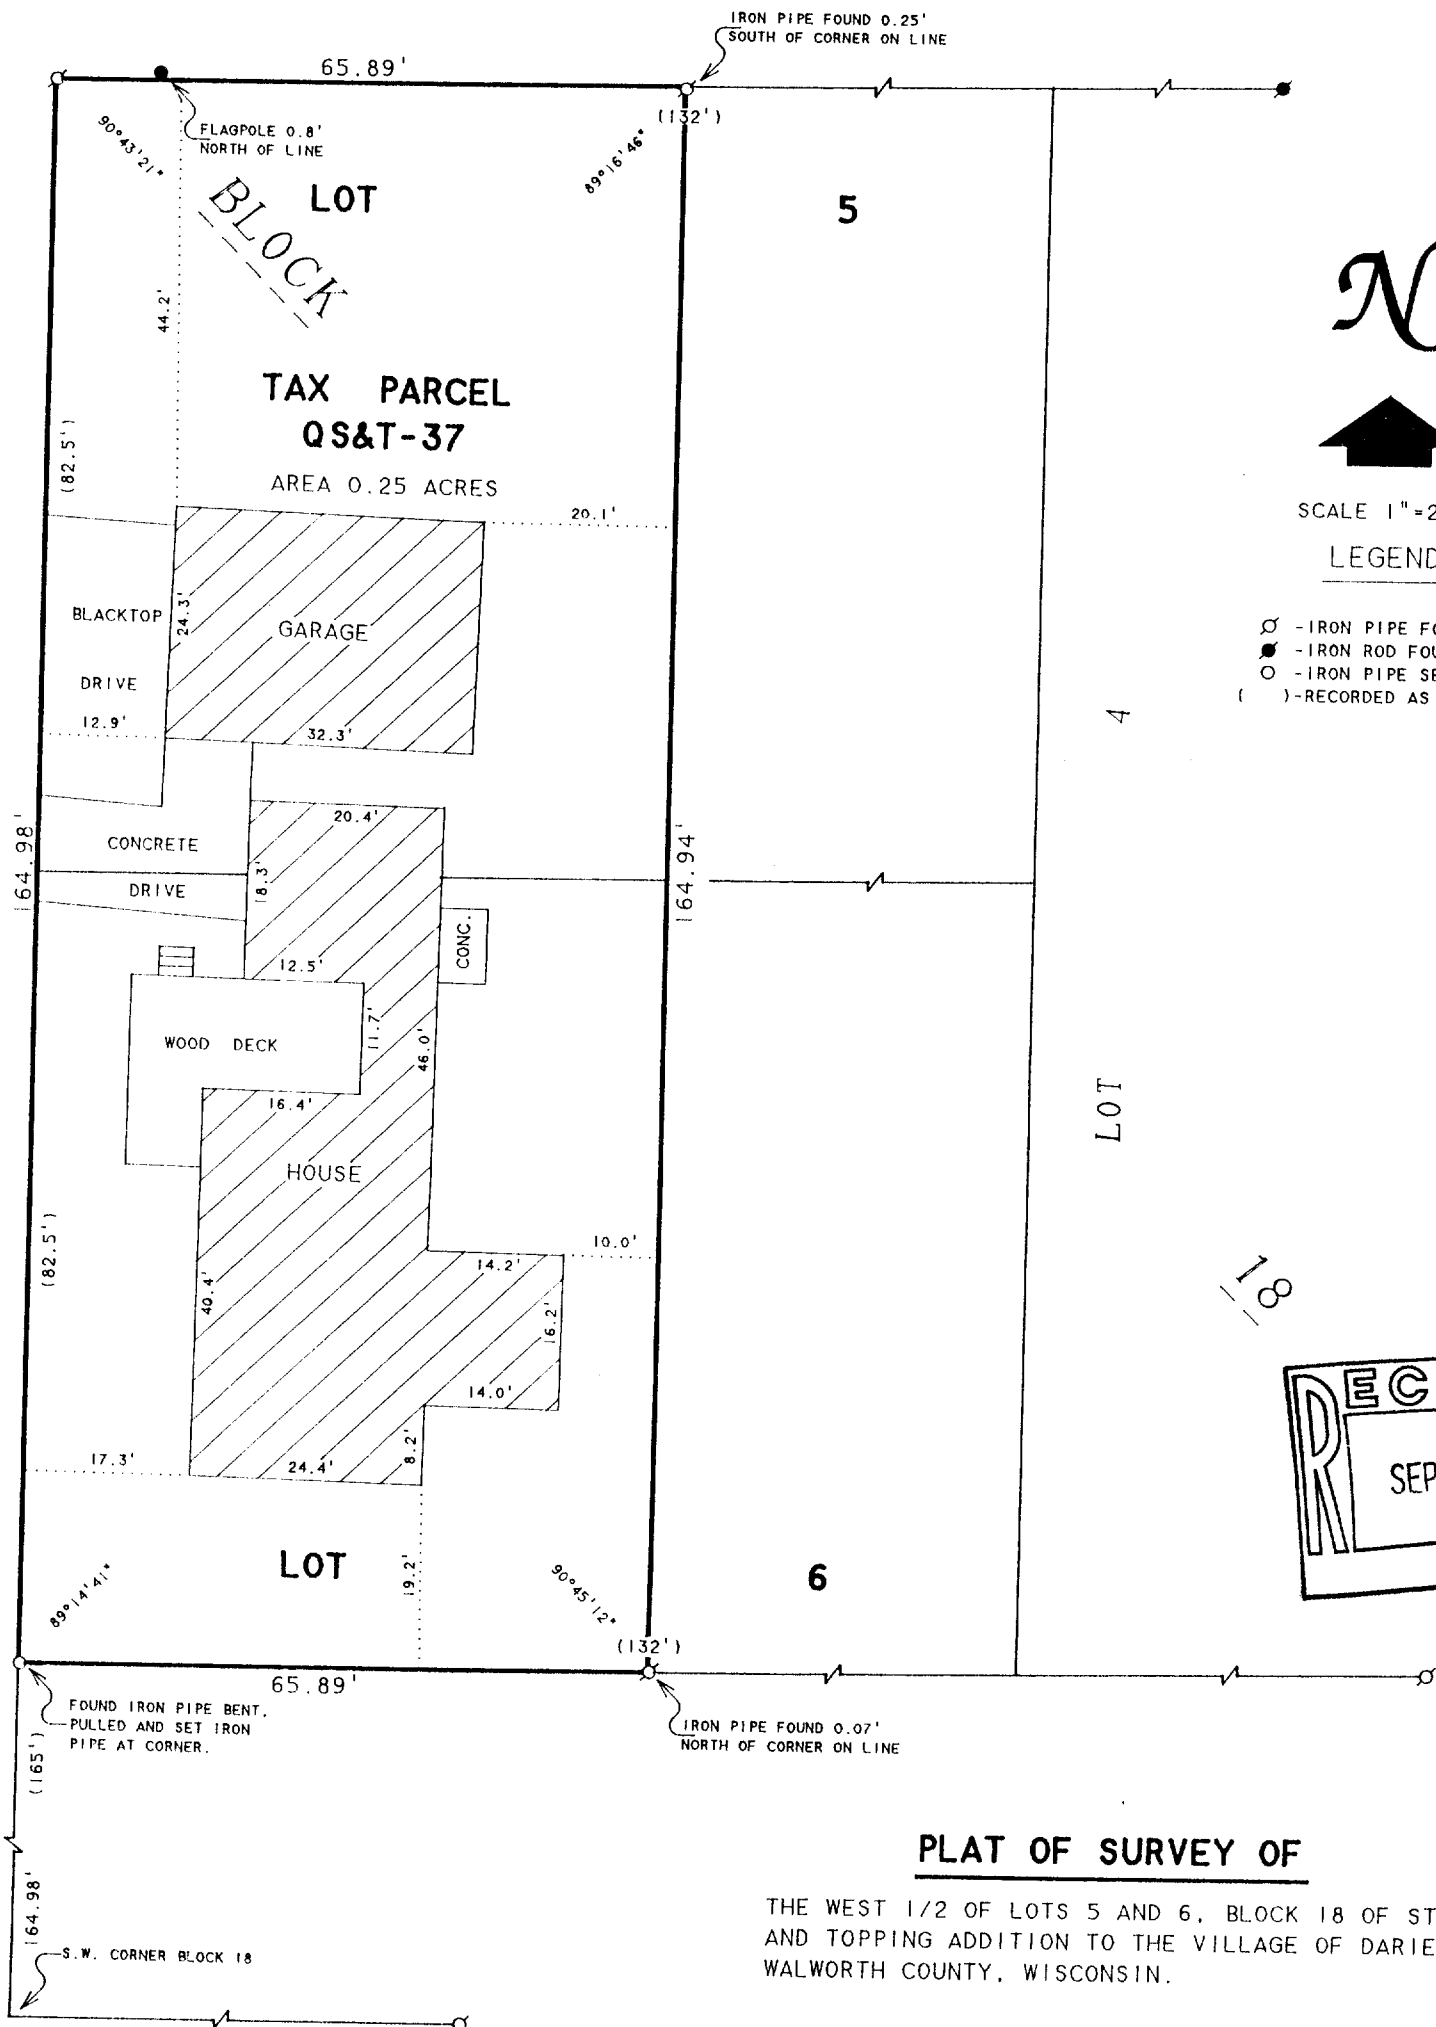 IRON PIPE FOUND 0.25'
SOUTH OF CORNER ON LINE
65.89'
(132')
FLAGPOLE 0.8'
NORTH OF LINE
90°43'21"
89°16'46"
LOT
5
BLOCK
N
44.2'
TAX PARCEL
QS&T-37
(82.5')
AREA 0.25 ACRES
20.1'
SCALE 1"=2
LEGEND
BLACKTOP
DRIVE
24.3'
GARAGE
-IRON PIPE FO
-IRON ROD FOU
-IRON PIPE SE
( )-RECORDED AS
12.9'
32.3'
4
20.4'
164.98'
CONCRETE
DRIVE
18.3'
164.94'
CONC.
12.5'
WOOD DECK
11.7'
46.0'
16.4'
LOT
HOUSE
(82.5')
10.0'
14.2'
40.4'
16.2'
18
14.0'
REC
SEP
8.2'
17.3'
24.4'
LOT
19.2'
6
89°14'41"
90°45'12"
(132')
65.89'
FOUND IRON PIPE BENT,
PULLED AND SET IRON
PIPE AT CORNER.
IRON PIPE FOUND 0.07'
NORTH OF CORNER ON LINE
(165')
164.98'
S.W. CORNER BLOCK 18
PLAT OF SURVEY OF
THE WEST 1/2 OF LOTS 5 AND 6, BLOCK 18 OF ST
AND TOPPING ADDITION TO THE VILLAGE OF DARIE
WALWORTH COUNTY, WISCONSIN.